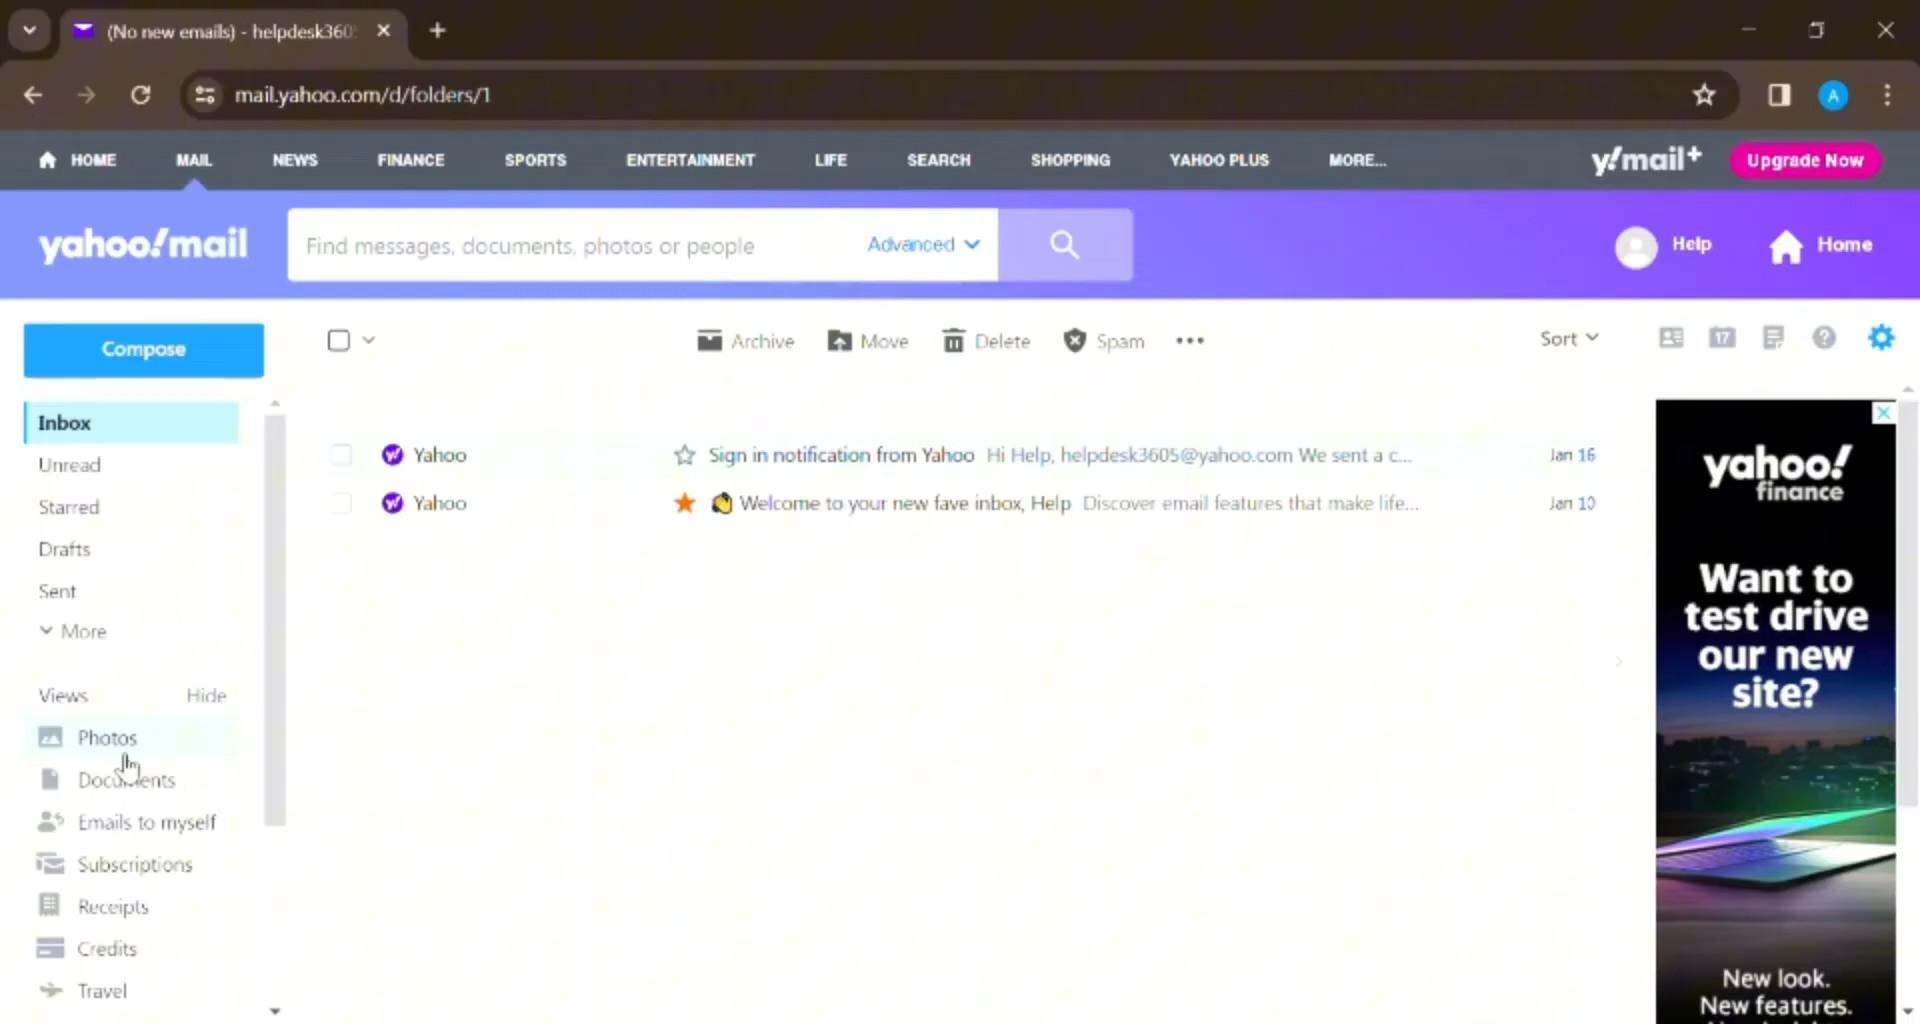 (No new emails) - helpdesk360
mail.yahoo.com/d/folders/1
A
HOME MAIL NEWS FINANCE SPORTS ENTERTAINMENT LIFE SEARCH SHOPPING YAHOO PLUS MORE... y!mail+ Upgrade Now
yahoo!mail Find messages, documents, photos or people Advanced Help Home
Compose Archive Move Delete Spam Sort 17
Inbox
Unread
Starred
Drafts
Sent
More
Views Hide
Photos
Documents
Emails to myself
Subscriptions
Receipts
Credits
Travel
Yahoo Sign in notification from Yahoo Hi Help, helpdesk3605@yahoo.com We sent a c... Jan 16
Yahoo Welcome to your new fave inbox, Help Discover email features that make life... Jan 10
yahoo!
finance
Want to
test drive
our new
site?
New look.
New features.